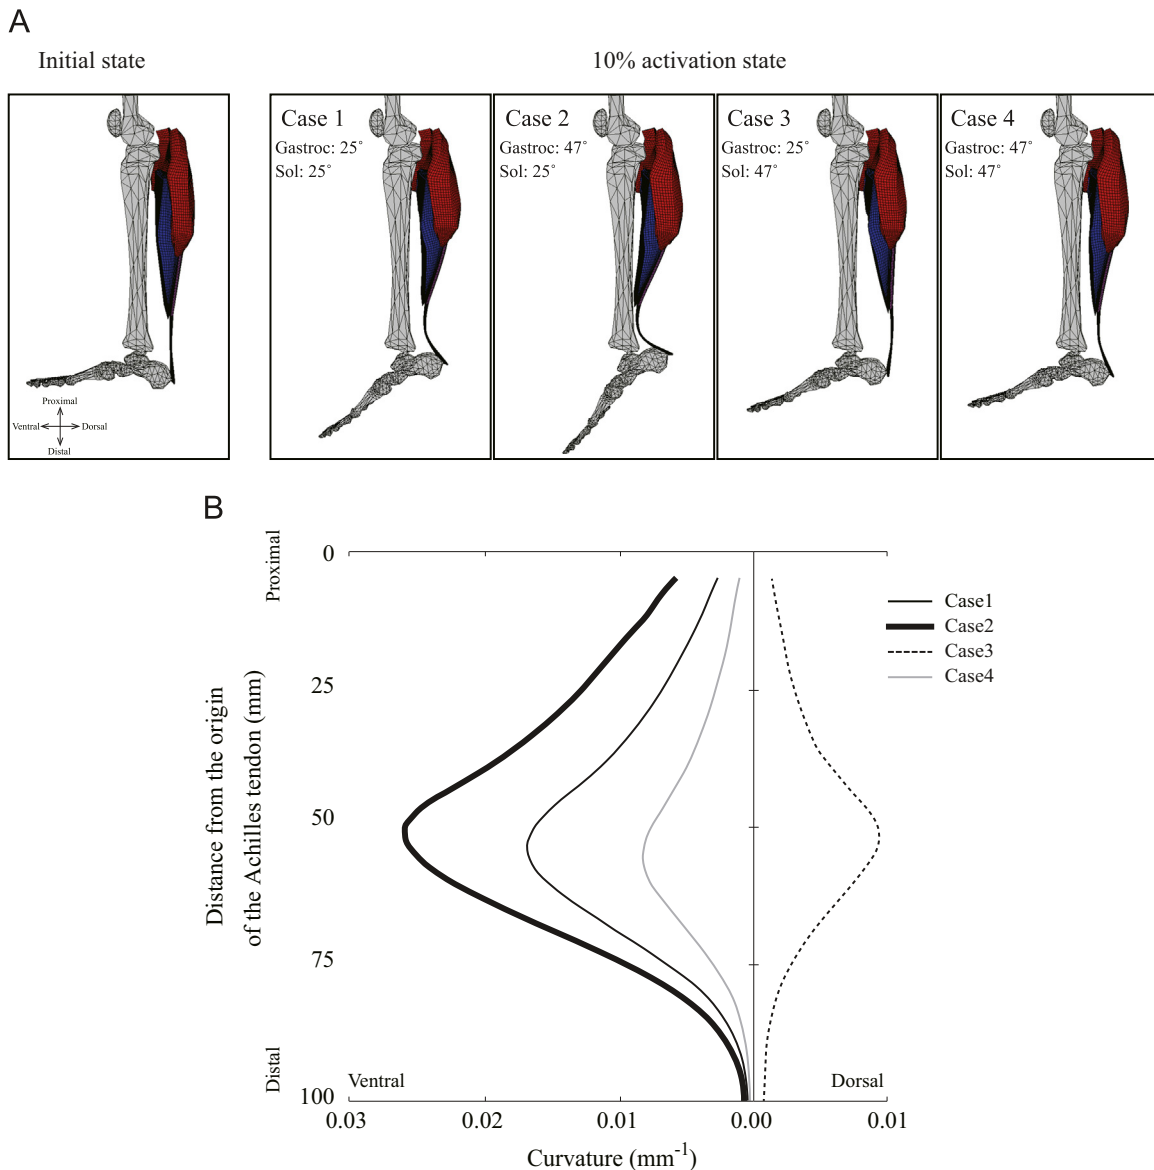 A
Initial state
10% activation state
Case 1
Gastroc: 25°
Sol: 25°
Case 2
Gastroc: 47°
Sol: 25°
Case 3
Gastroc: 25°
Sol: 47°
Case 4
Gastroc: 47°
Sol: 47°
Proximal
Ventral
Dorsal
Distal
B
Proximal
Distal
Distance from the origin
of the Achilles tendon (mm)
0
25
50
75
100
Case1
Case2
Case3
Case4
Ventral
Dorsal
0.03
0.02
0.01
0.00
0.01
Curvature (mm⁻¹)